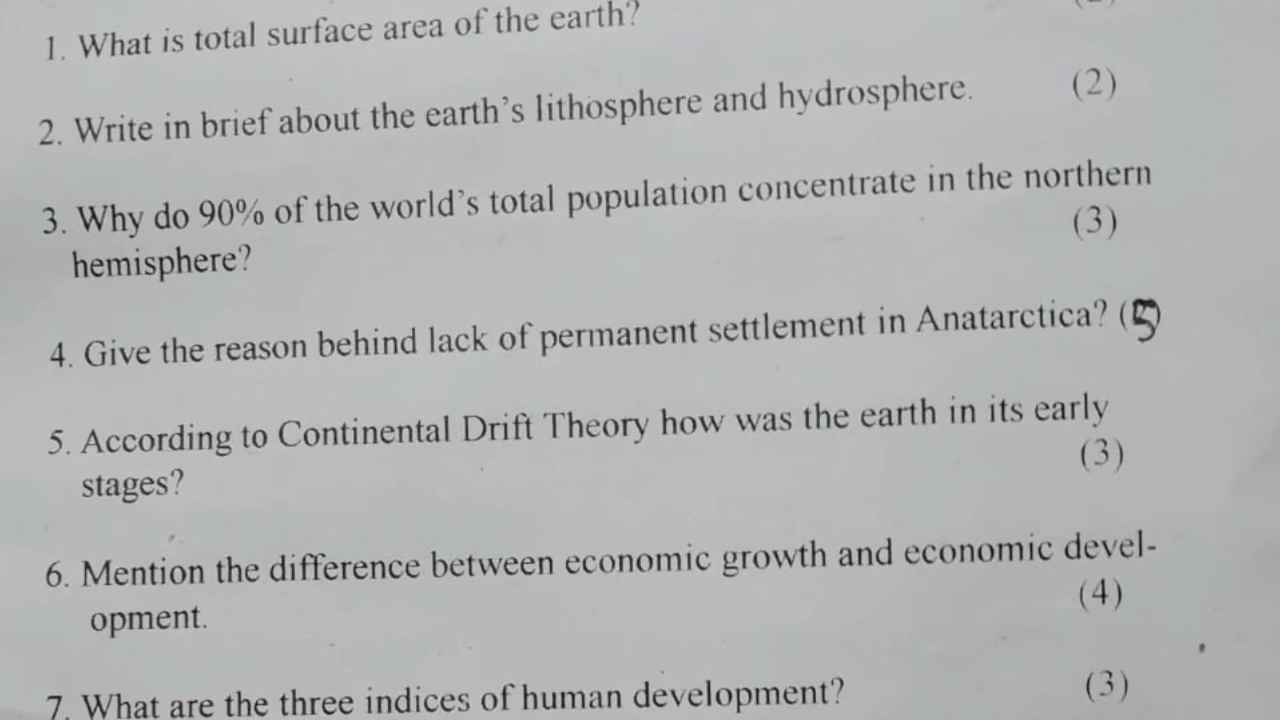 1. What is total surface area of the earth?
2. Write in brief about the earth's lithosphere and hydrosphere. (2)
3. Why do 90% of the world's total population concentrate in the northern
hemisphere? (3)
4. Give the reason behind lack of permanent settlement in Anatarctica? (5)
5. According to Continental Drift Theory how was the earth in its early
stages? (3)
6. Mention the difference between economic growth and economic devel-
opment. (4)
7. What are the three indices of human development? (3)